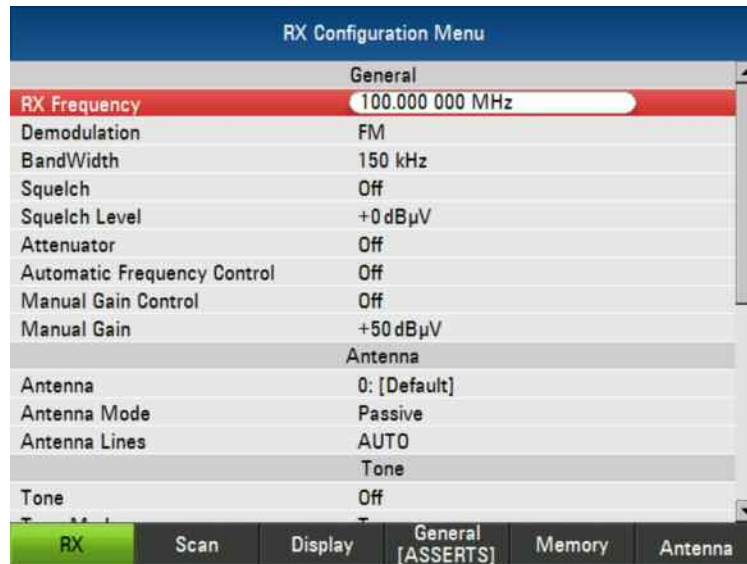 RX Configuration Menu
General
RX Frequency 100.000 000 MHz
Demodulation FM
BandWidth 150 kHz
Squelch Off
Squelch Level +0 dBµV
Attenuator Off
Automatic Frequency Control Off
Manual Gain Control Off
Manual Gain +50 dBµV
Antenna
Antenna 0: [Default]
Antenna Mode Passive
Antenna Lines AUTO
Tone
Tone Off
RX Scan Display General [ASSERTS] Memory Antenna